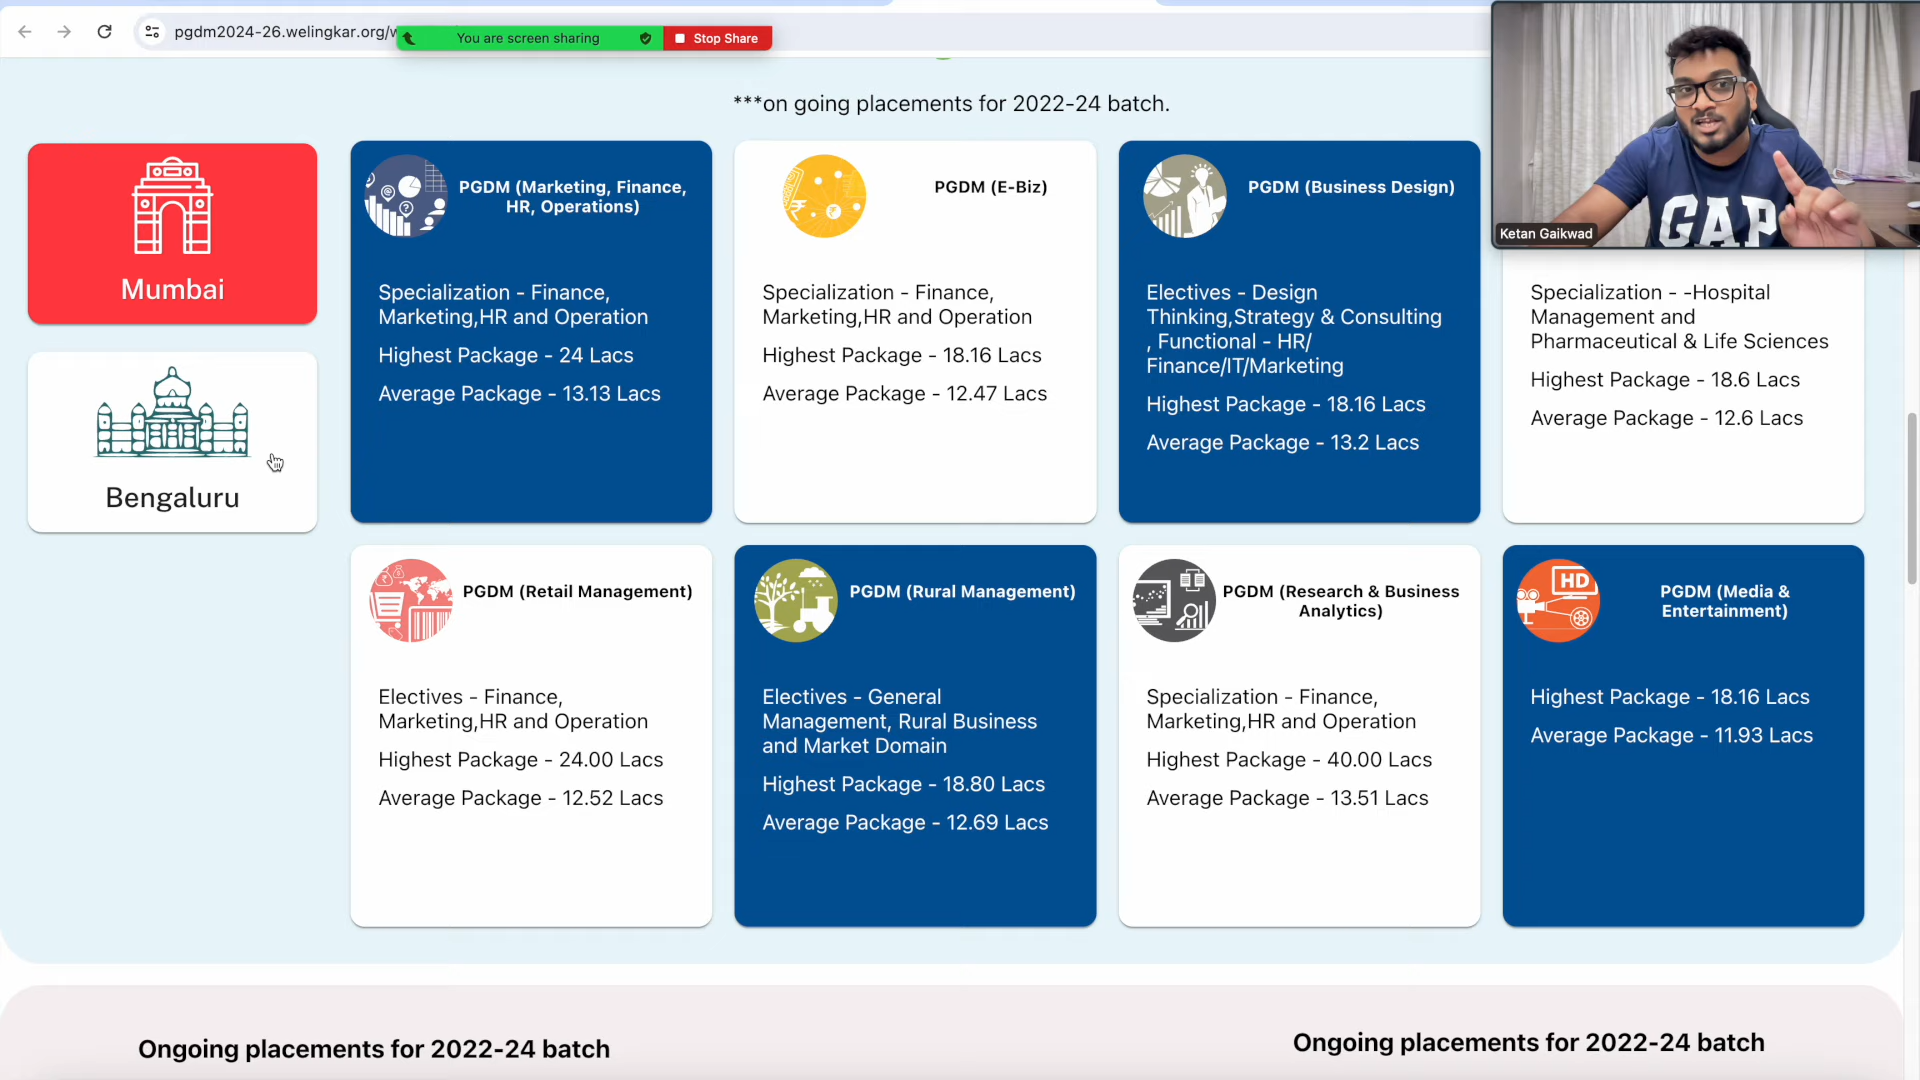 pgdm2024-26.welingkar.org/w
You are screen sharing
Stop Share
***on going placements for 2022-24 batch.
Ketan Gaikwad
GAP
Mumbai
Bengaluru
PGDM (Marketing, Finance,
HR, Operations)
Specialization - Finance,
Marketing,HR and Operation
Highest Package - 24 Lacs
Average Package - 13.13 Lacs
PGDM (E-Biz)
Specialization - Finance,
Marketing,HR and Operation
Highest Package - 18.16 Lacs
Average Package - 12.47 Lacs
PGDM (Business Design)
Electives - Design
Thinking,Strategy & Consulting
, Functional - HR/
Finance/IT/Marketing
Highest Package - 18.16 Lacs
Average Package - 13.2 Lacs
Specialization - -Hospital
Management and
Pharmaceutical & Life Sciences
Highest Package - 18.6 Lacs
Average Package - 12.6 Lacs
PGDM (Retail Management)
Electives - Finance,
Marketing,HR and Operation
Highest Package - 24.00 Lacs
Average Package - 12.52 Lacs
PGDM (Rural Management)
Electives - General
Management, Rural Business
and Market Domain
Highest Package - 18.80 Lacs
Average Package - 12.69 Lacs
PGDM (Research & Business
Analytics)
Specialization - Finance,
Marketing,HR and Operation
Highest Package - 40.00 Lacs
Average Package - 13.51 Lacs
HD
PGDM (Media &
Entertainment)
Highest Package - 18.16 Lacs
Average Package - 11.93 Lacs
Ongoing placements for 2022-24 batch
Ongoing placements for 2022-24 batch